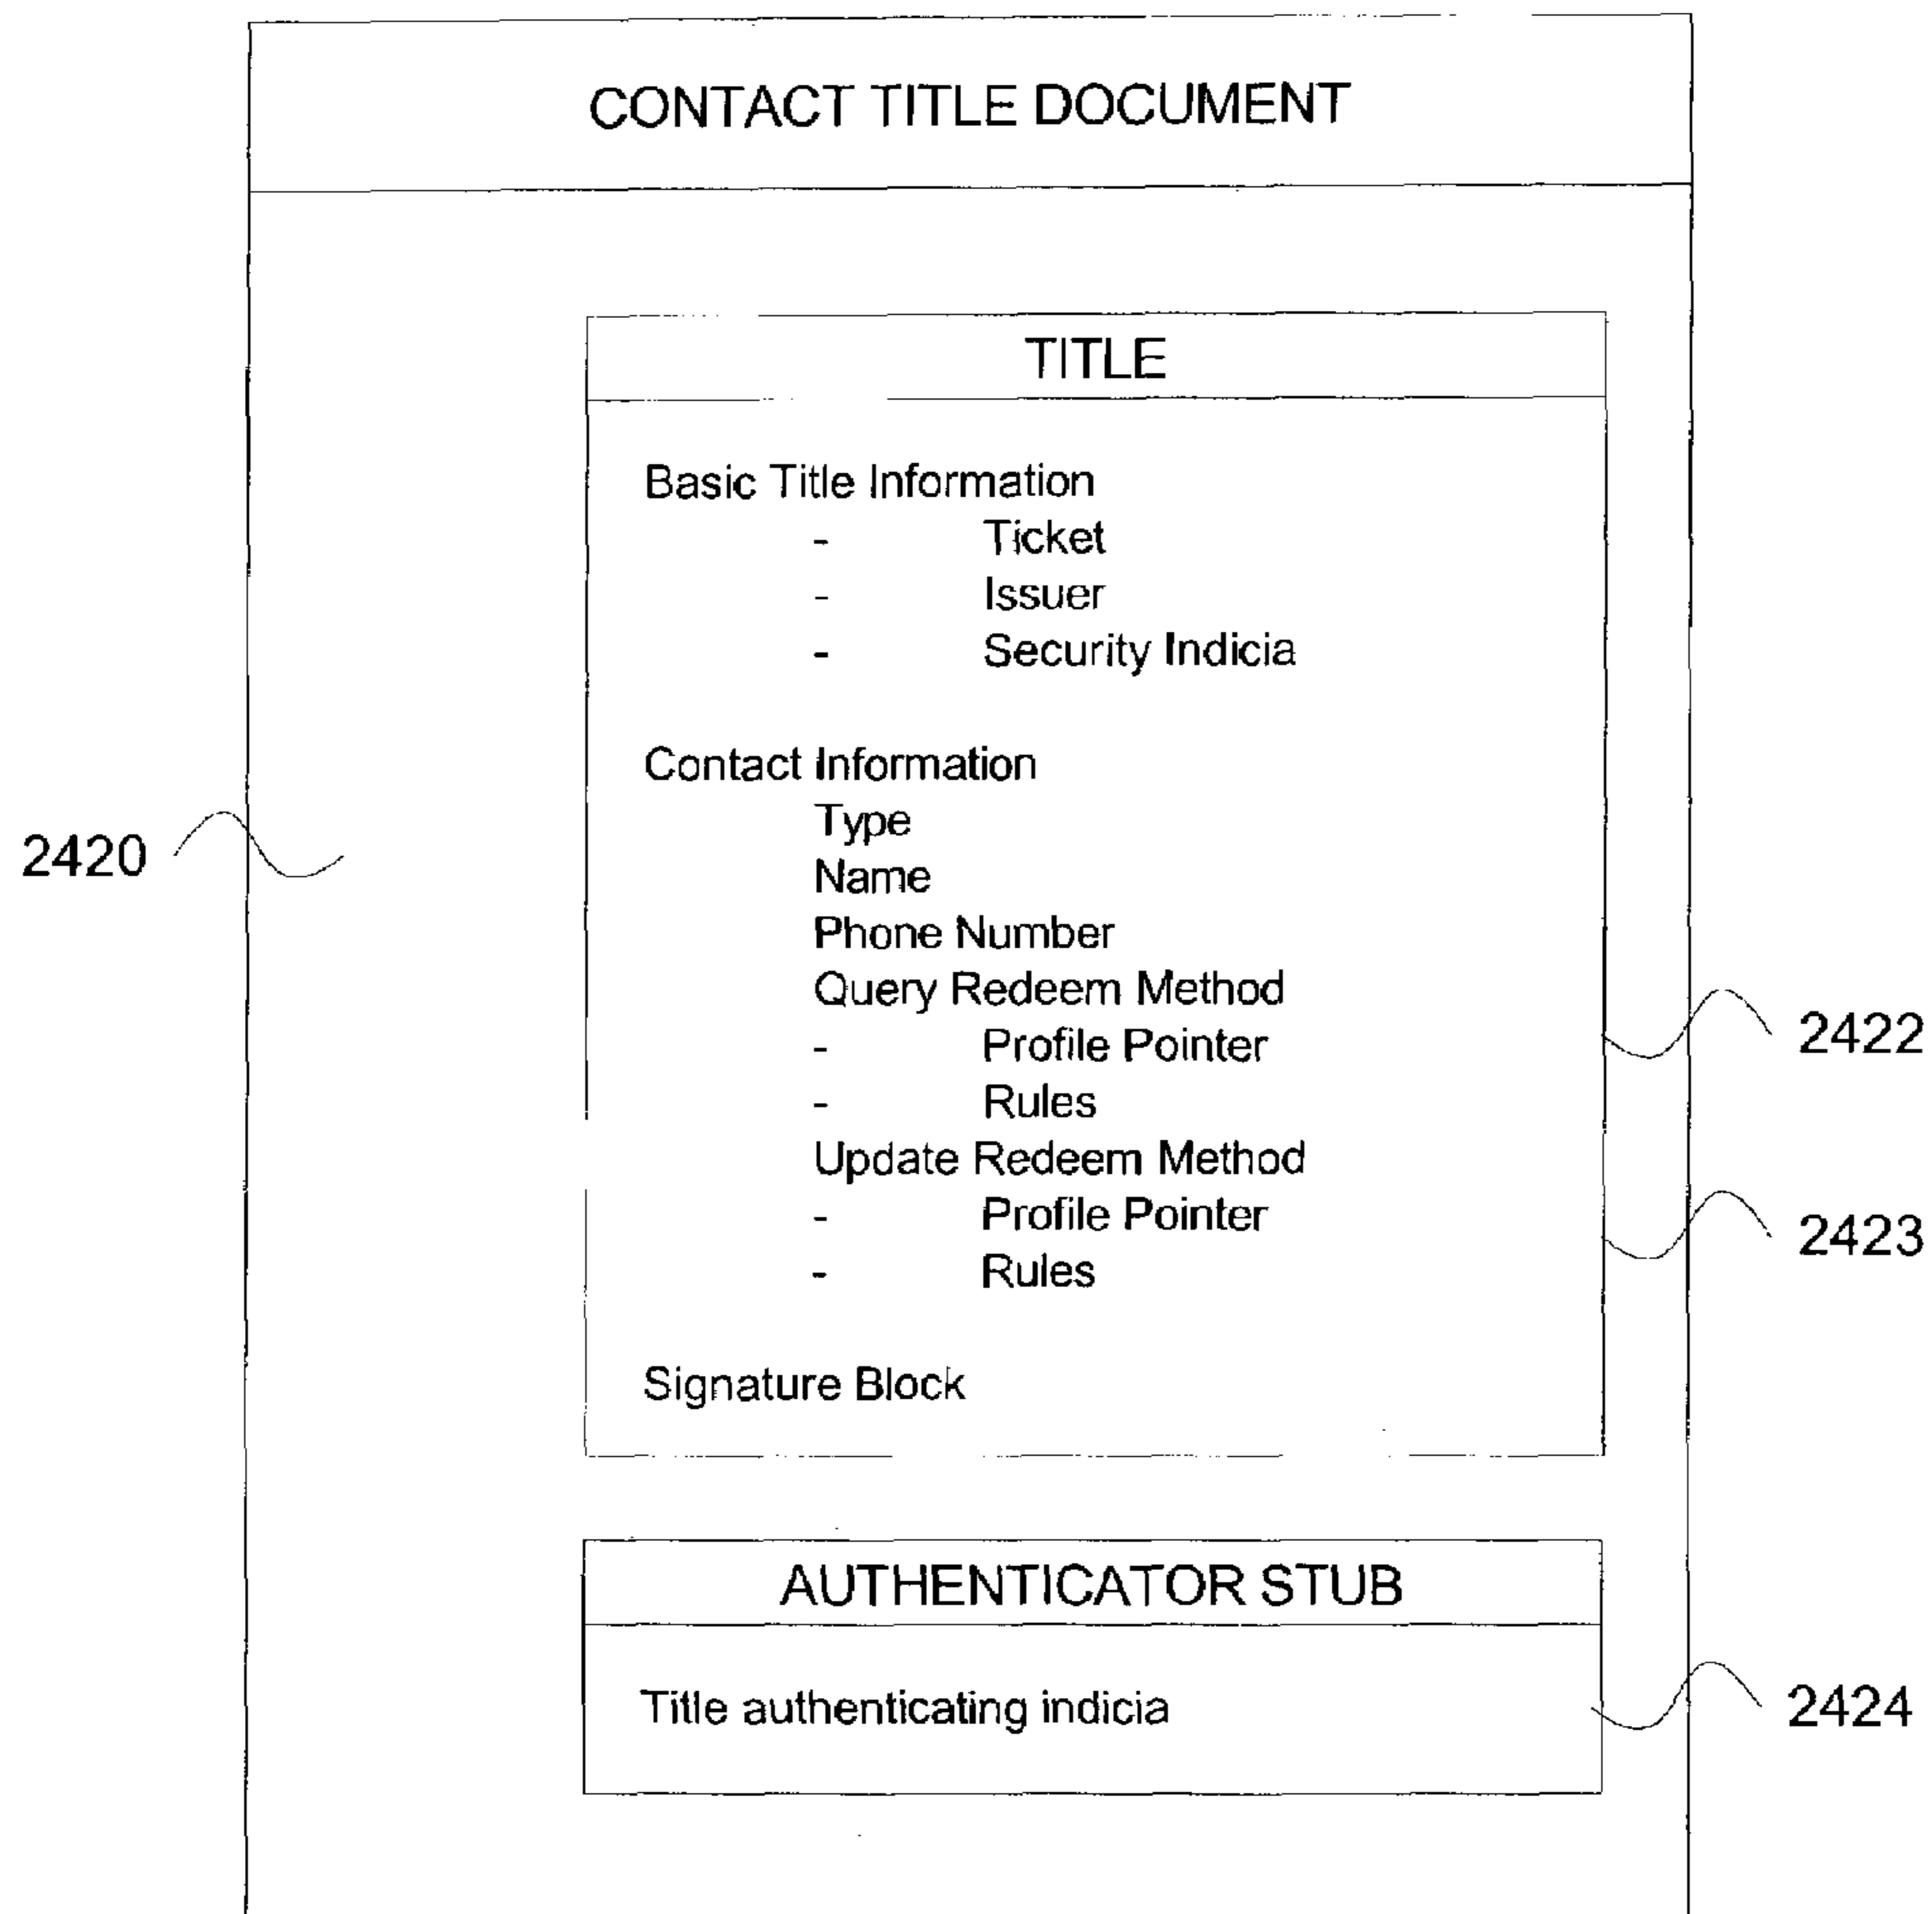 CONTACT TITLE DOCUMENT
TITLE
Basic Title Information
- Ticket
- Issuer
- Security Indicia
Contact Information
Type
2420
Name
Phone Number
Query Redeem Method
- Profile Pointer
2422
- Rules
Update Redeem Method
- Profile Pointer
2423
- Rules
Signature Block
AUTHENTICATOR STUB
Title authenticating indicia
2424